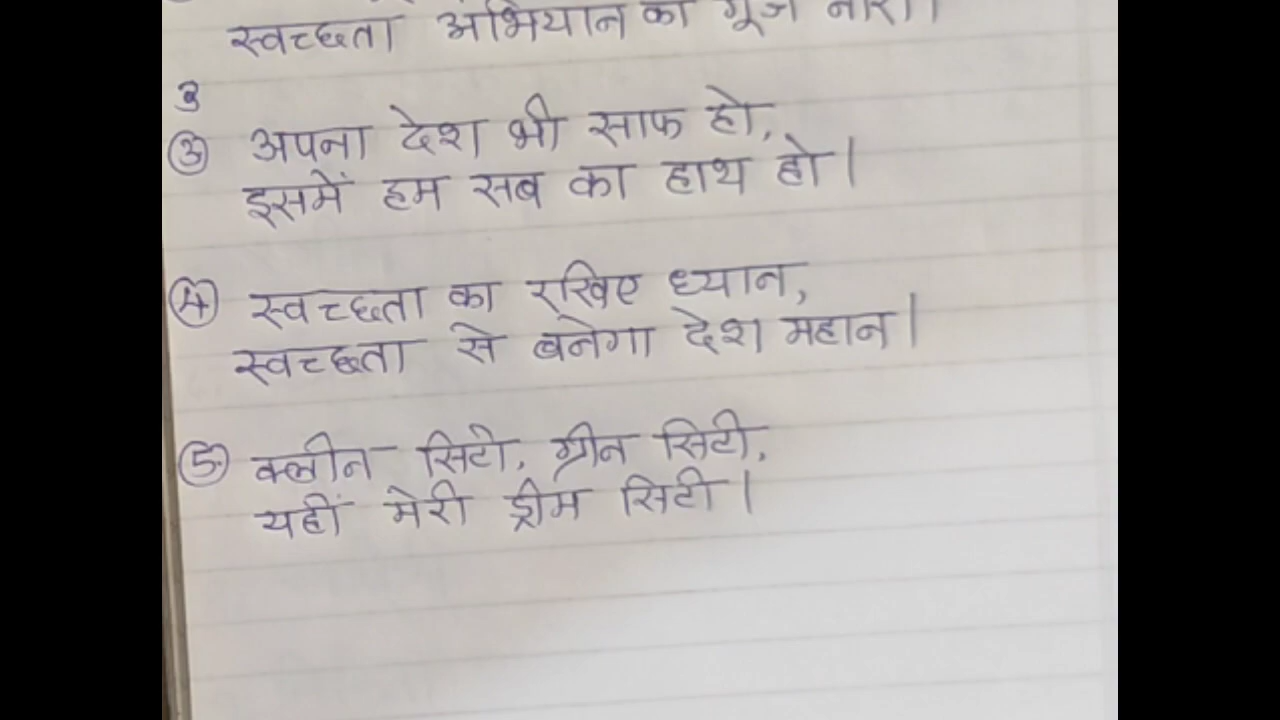 स्वच्छता अभियान का गूंजे नारा।
3
③ अपना देश भी साफ हो,
इसमें हम सब का हाथ हो।
④ स्वच्छता का रखिए ध्यान,
स्वच्छता से बनेगा देश महान।
⑤ क्लीन सिटी, ग्रीन सिटी,
यहीं मेरी ड्रीम सिटी।